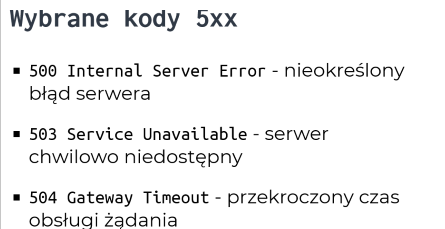 Wybrane kody 5xx
▪ 500 Internal Server Error - nieokreślony
błąd serwera
▪ 503 Service Unavailable - serwer
chwilowo niedostępny
▪ 504 Gateway Timeout - przekroczony czas
obsługi żądania